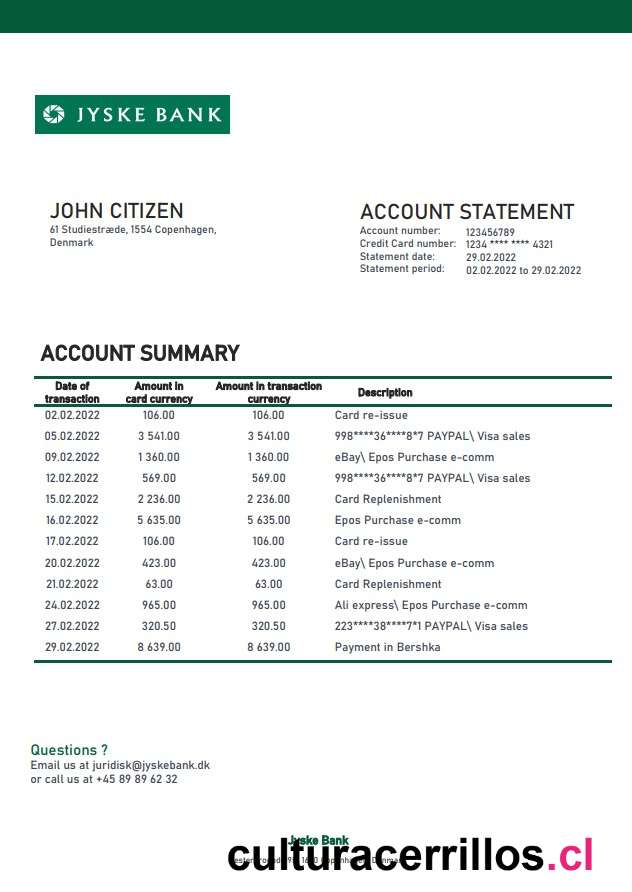 JYSKE BANK
JOHN CITIZEN
61 Studiestræde, 1554 Copenhagen,
Denmark
ACCOUNT STATEMENT
Account number: 123456789
Credit Card number: 1234 **** **** 4321
Statement date: 29.02.2022
Statement period: 02.02.2022 to 29.02.2022
ACCOUNT SUMMARY
Date of transaction Amount in card currency Amount in transaction currency Description
02.02.2022 106.00 106.00 Card re-issue
05.02.2022 3 541.00 3 541.00 998****36****8*7 PAYPAL\ Visa sales
09.02.2022 1 360.00 1 360.00 eBay\ Epos Purchase e-comm
12.02.2022 569.00 569.00 998****36****8*7 PAYPAL\ Visa sales
15.02.2022 2 236.00 2 236.00 Card Replenishment
16.02.2022 5 635.00 5 635.00 Epos Purchase e-comm
17.02.2022 106.00 106.00 Card re-issue
20.02.2022 423.00 423.00 eBay\ Epos Purchase e-comm
21.02.2022 63.00 63.00 Card Replenishment
24.02.2022 965.00 965.00 Ali express\ Epos Purchase e-comm
27.02.2022 320.50 320.50 223****38****7*1 PAYPAL\ Visa sales
29.02.2022 8 639.00 8 639.00 Payment in Bershka
Questions ?
Email us at juridisk@jyskebank.dk
or call us at +45 89 89 62 32
Jyske Bank
culturacerrillos.cl